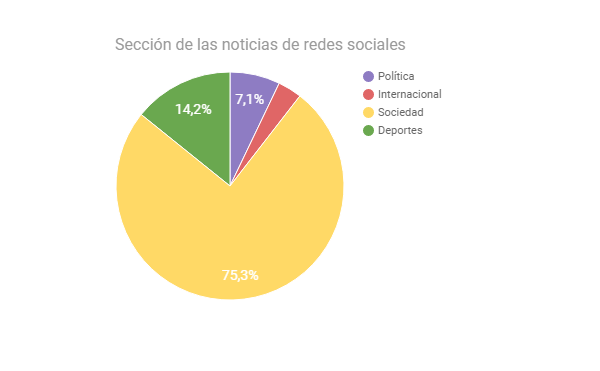 Sección de las noticias de redes sociales
Política
Internacional
Sociedad
Deportes
7,1%
14,2%
75,3%